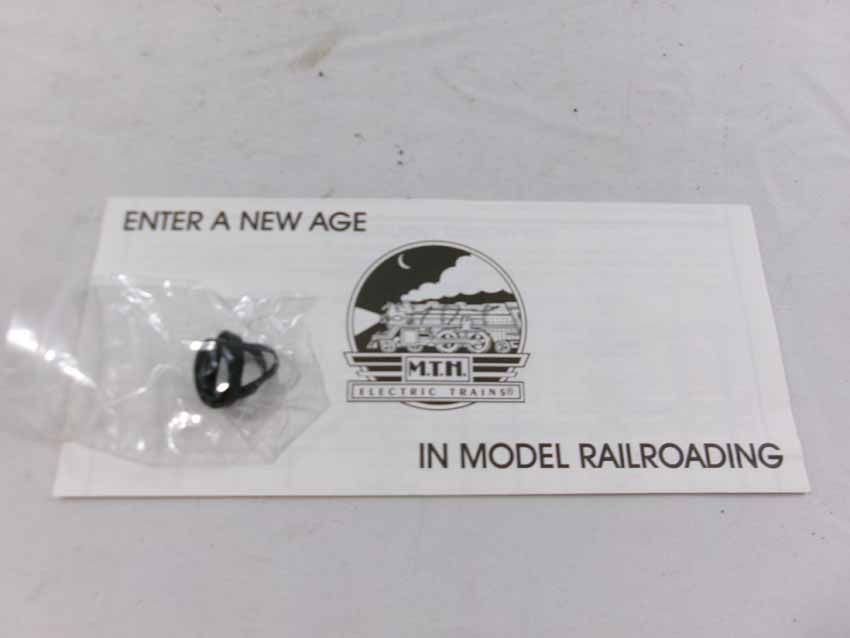 ENTER A NEW AGE
M.T.H.
ELECTRIC TRAINS®
IN MODEL RAILROADING